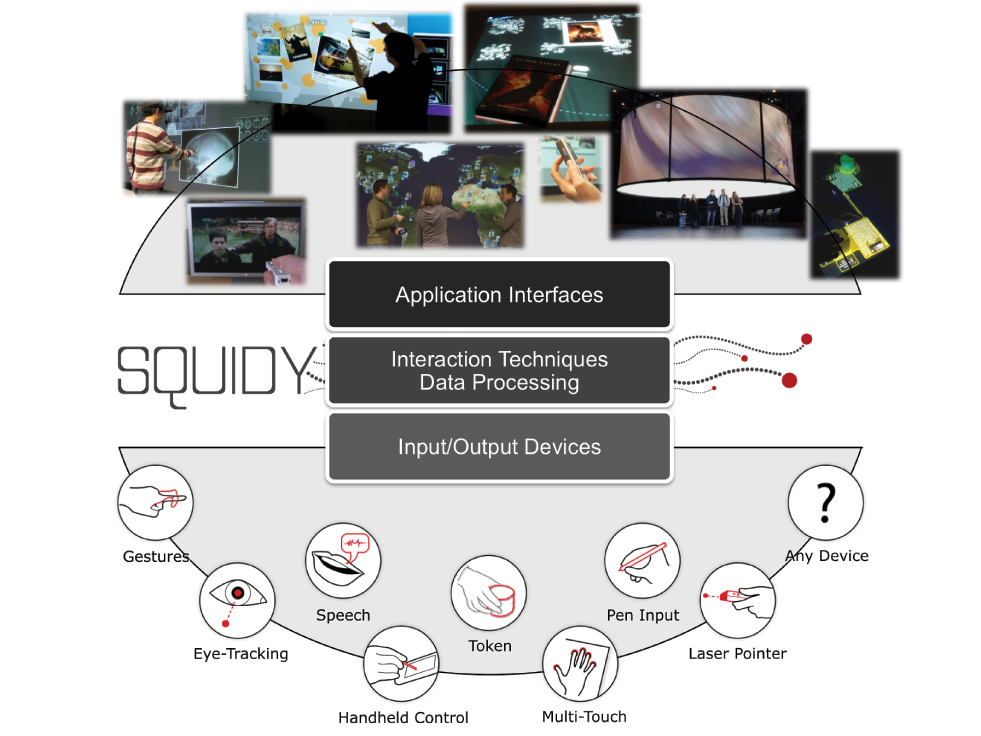 NOTES
Application Interfaces
SQUIDY
Interaction Techniques
Data Processing
Input/Output Devices
Gestures
?
Any Device
Speech
Pen Input
Eye-Tracking
Token
Laser Pointer
Handheld Control
Multi-Touch